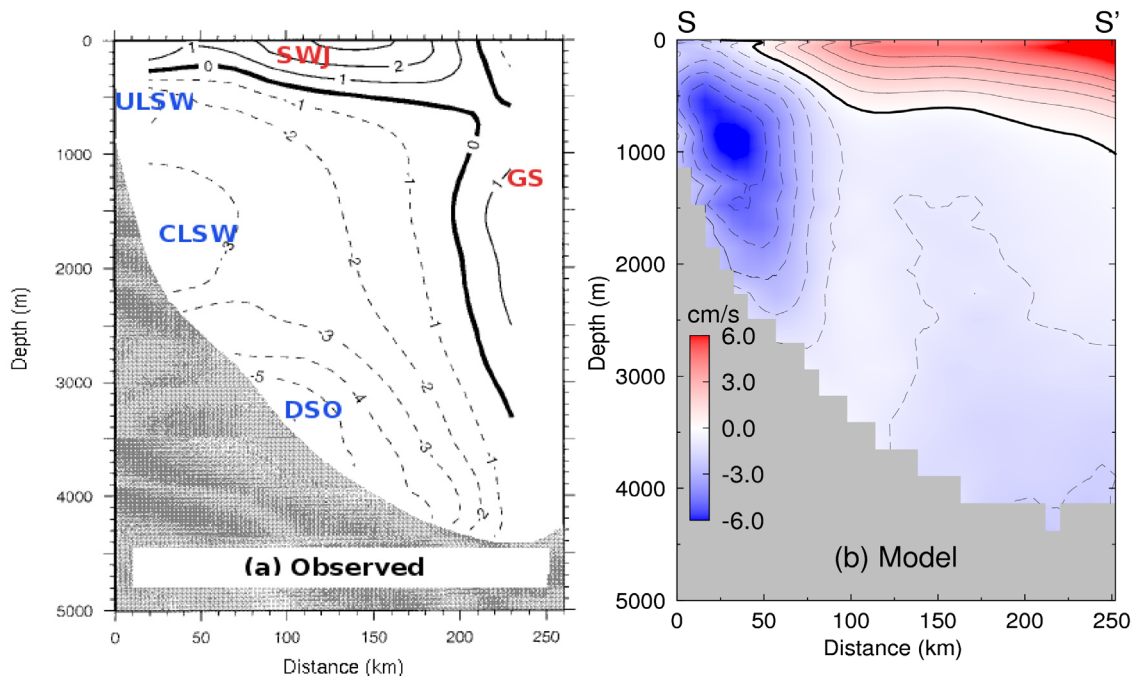 S S'
0
1
SWJ
2
1
0
ULSW
-1
-2
0
1000
1
GS
-1
CLSW
-3
-2
2000
-1
-3
3000
-5
-2
DSO
-4
-3
-1
4000
-2
(a) Observed
5000
0 50 100 150 200 250
Distance (km)
Depth (m)
0
1000
2000
cm/s
6.0
3000
3.0
0.0
-3.0
4000
-6.0
(b) Model
5000
0 50 100 150 200 250
Distance (km)
Depth (m)